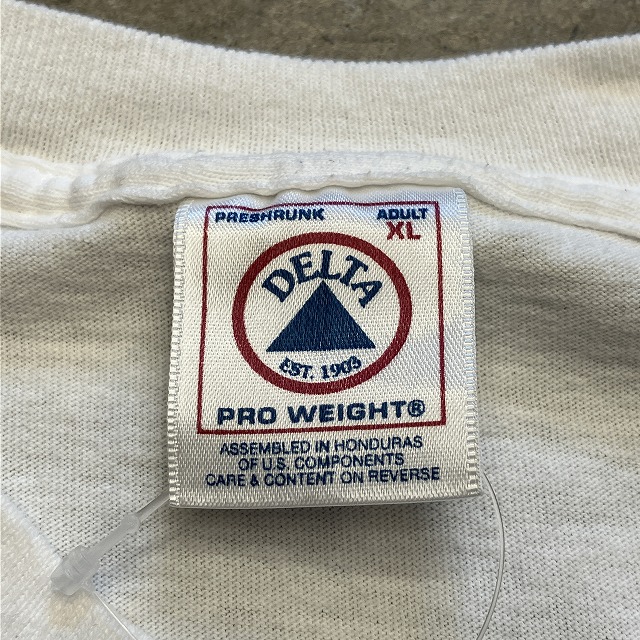 PRESHRUNK ADULT
XL
DELTA
EST. 1903
PRO WEIGHT®
ASSEMBLED IN HONDURAS
OF U.S. COMPONENTS
CARE & CONTENT ON REVERSE